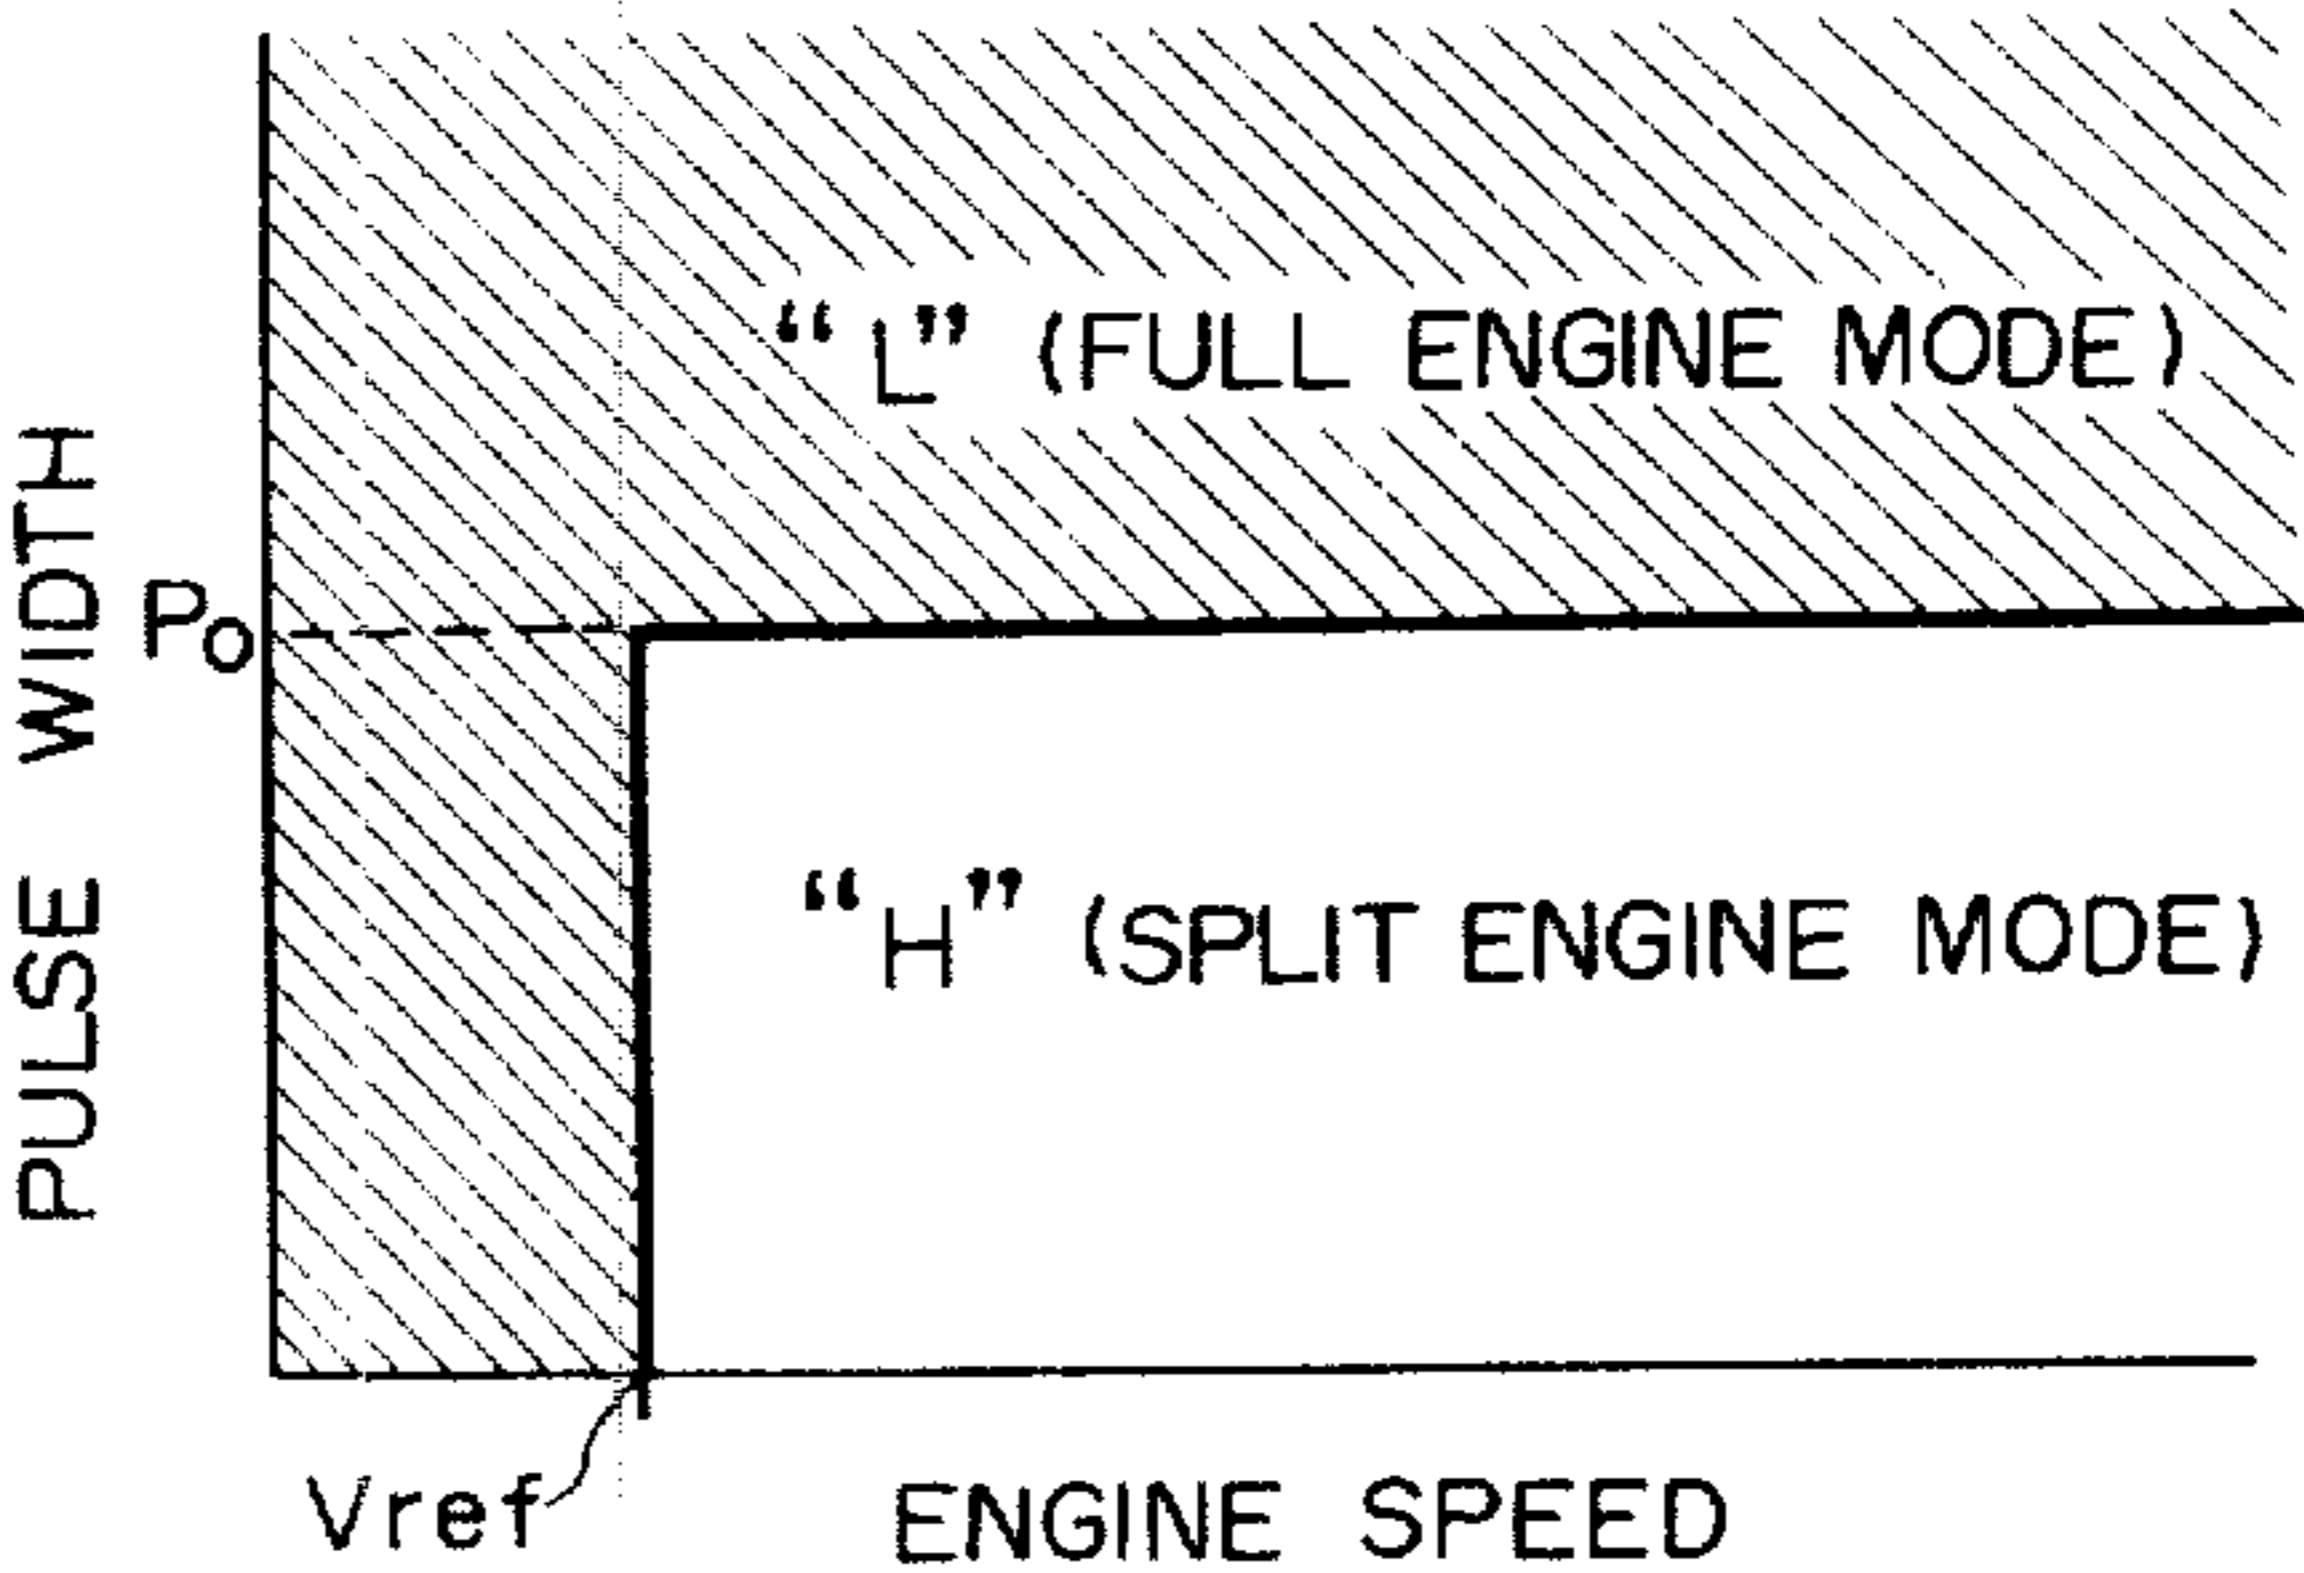 “L” (FULL ENGINE MODE)
PULSE WIDTH
Po
“H” (SPLIT ENGINE MODE)
Vref
ENGINE SPEED